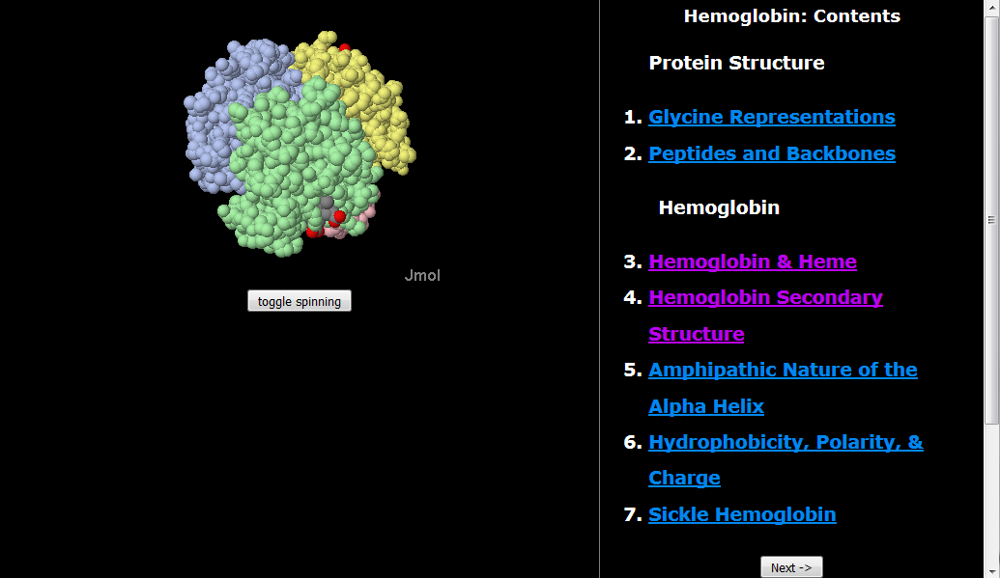 Hemoglobin: Contents
Protein Structure
1. Glycine Representations
2. Peptides and Backbones
Hemoglobin
3. Hemoglobin & Heme
4. Hemoglobin Secondary
Structure
5. Amphipathic Nature of the
Alpha Helix
6. Hydrophobicity, Polarity, &
Charge
7. Sickle Hemoglobin
Next ->
Jmol
toggle spinning